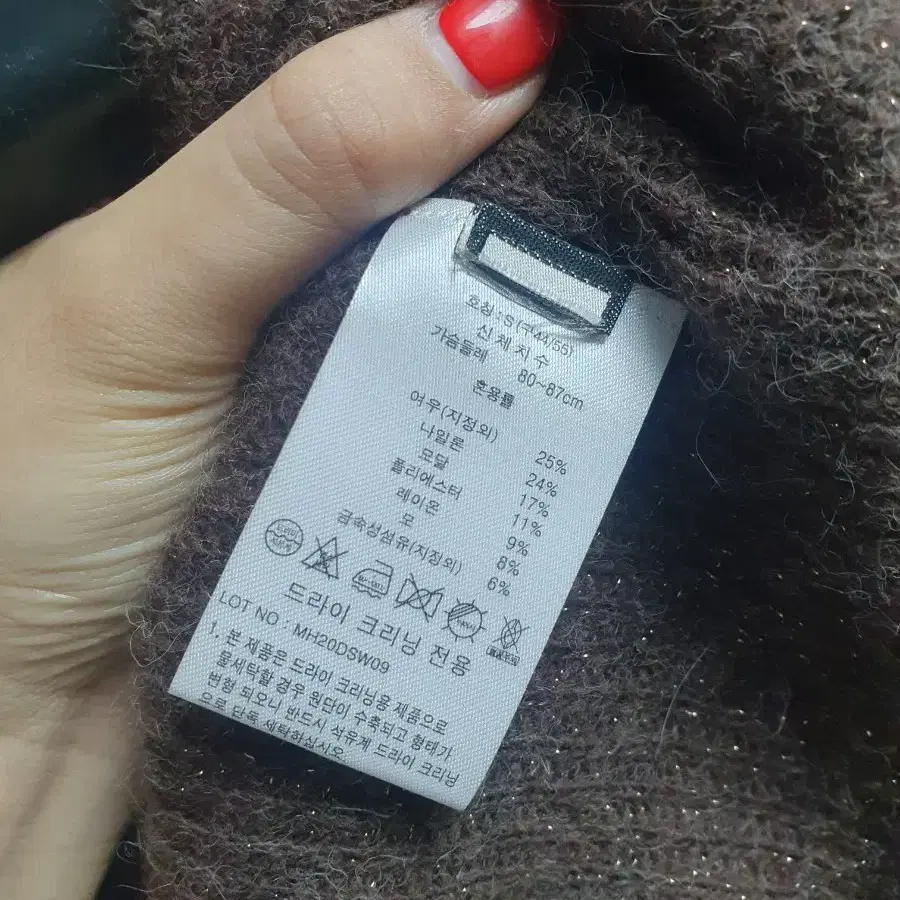 호칭 : S (구44/55)
신 체 지 수
가슴둘레 80~87cm
혼용률
여우(지정외) 25%
나일론 24%
모달 17%
폴리에스터 11%
레이온 9%
모 8%
금속성섬유(지정외) 6%
드라이 크리닝 전용
LOT NO : MH20DSW09
1. 본 제품은 드라이 크리닝용 제품으로
물세탁할 경우 원단이 수축되고 형태가
변형 되오니 반드시 석유계 드라이 크리닝
으로 단독 세탁하십시오.